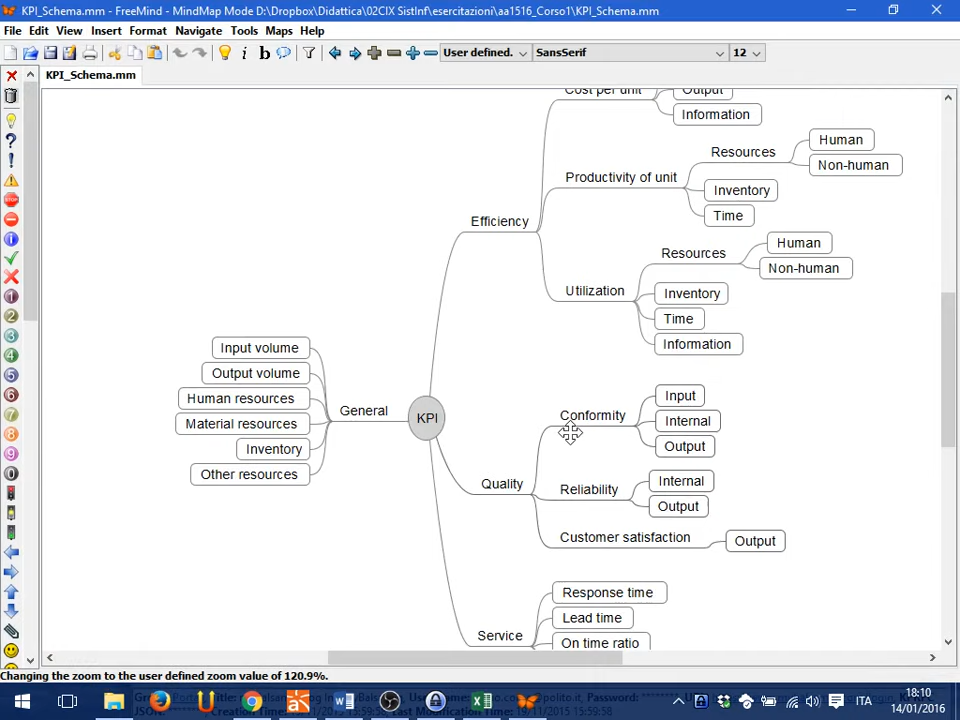 KPI_Schema.mm - FreeMind - MindMap Mode D:\Dropbox\Didattica\02CIX SistInf\esercitazioni\aa1516_Corso1\KPI_Schema.mm
File Edit View Insert Format Navigate Tools Maps Help
User defined. SansSerif 12
KPI_Schema.mm
Cost per unit
Output
Information
Productivity of unit
Resources
Human
Non-human
Inventory
Time
Efficiency
Utilization
Resources
Human
Non-human
Inventory
Time
Information
Input volume
Output volume
Human resources
Material resources
Inventory
Other resources
General
KPI
Quality
Conformity
Input
Internal
Output
Reliability
Internal
Output
Customer satisfaction
Output
Service
Response time
Lead time
On time ratio
Changing the zoom to the user defined zoom value of 120.9%.
ITA
18:10
14/01/2016